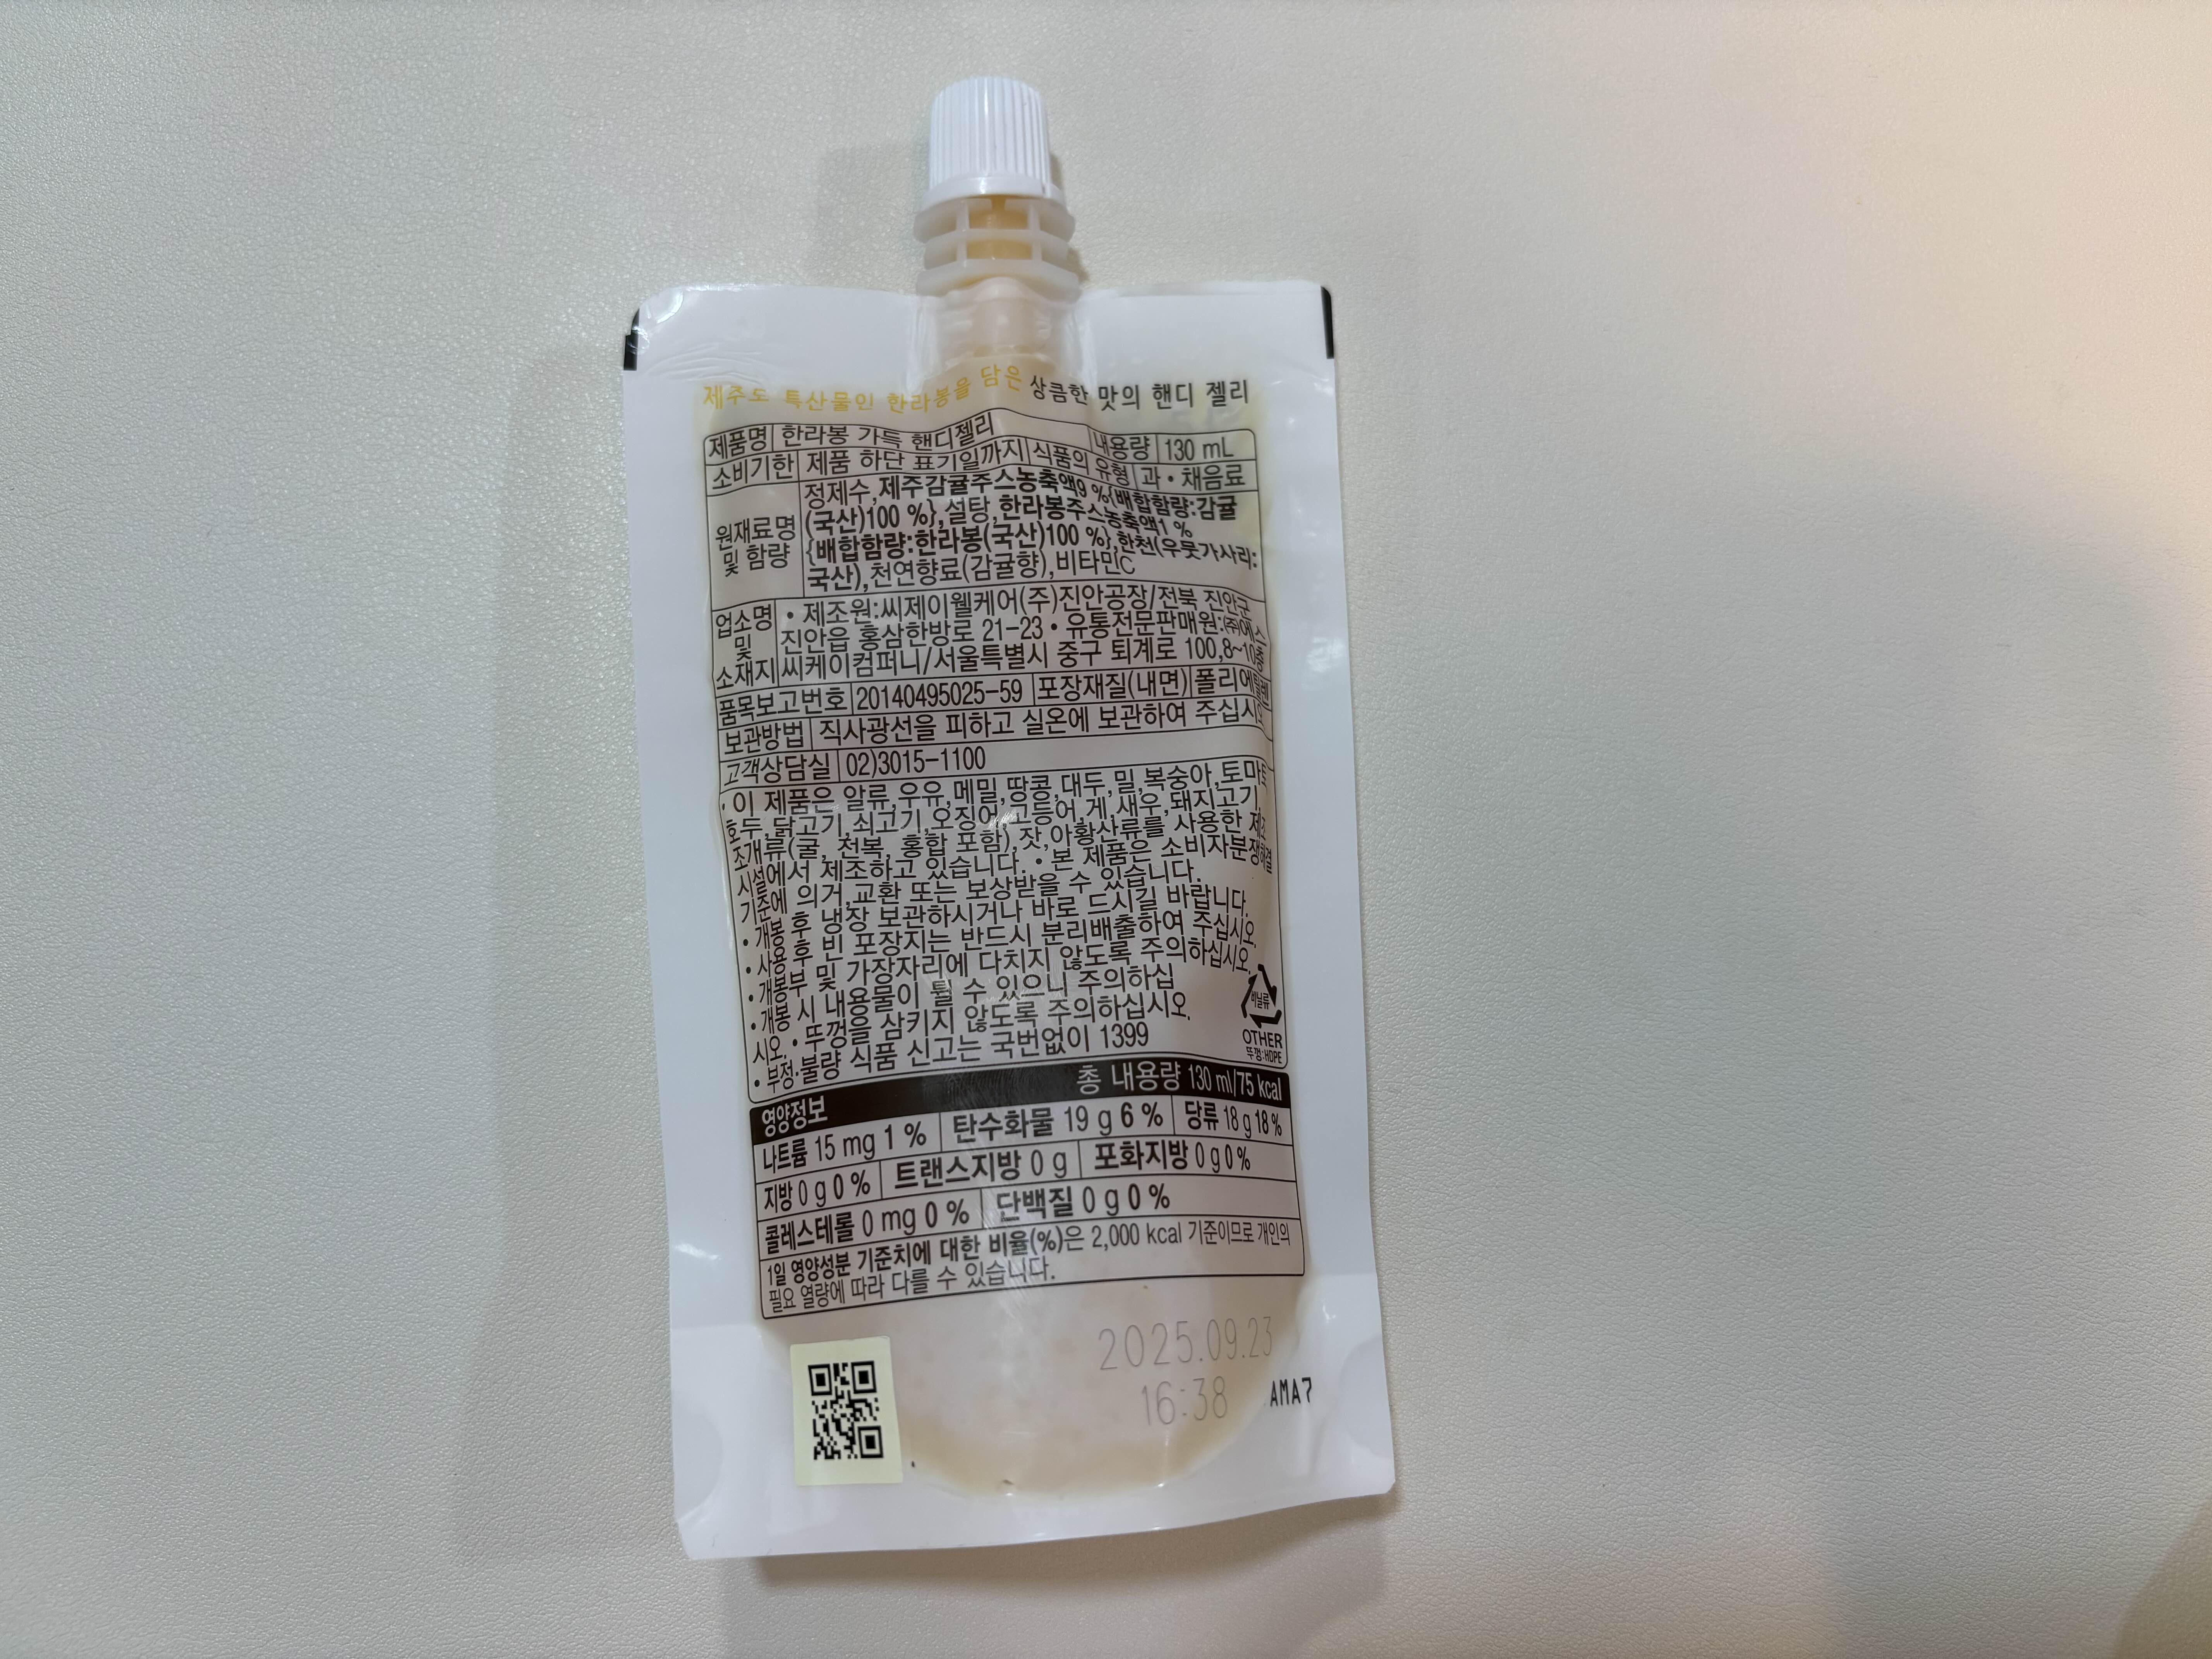 제주도 특산물인 한라봉을 담은 상큼한 맛의 핸디 젤리
제품명 한라봉 가득 핸디젤리 내용량 130 mL
소비기한 제품 하단 표기일까지 식품의 유형 과・채음료
원재료명 및 함량
정제수,제주감귤주스농축액9 %{배합함량:감귤
(국산)100 %},설탕,한라봉주스농축액1 %
{배합함량:한라봉(국산)100 %},한천(우뭇가사리:
국산),천연향료(감귤향),비타민C
업소명 및 소재지
• 제조원:씨제이웰케어(주)진안공장/전북 진안군
진안읍 홍삼한방로 21-23 • 유통전문판매원:㈜에스
씨케이컴퍼니/서울특별시 중구 퇴계로 100,8~10층
품목보고번호 20140495025-59 포장재질(내면) 폴리에틸렌
보관방법 직사광선을 피하고 실온에 보관하여 주십시오
고객상담실 02)3015-1100
• 이 제품은 알류,우유,메밀,땅콩,대두,밀,복숭아,토마토
호두,닭고기,쇠고기,오징어,고등어,게,새우,돼지고기,
조개류(굴, 전복, 홍합 포함),잣,아황산류를 사용한 제조
시설에서 제조하고 있습니다. • 본 제품은 소비자분쟁해결
기준에 의거,교환 또는 보상받을 수 있습니다.
• 개봉 후 냉장 보관하시거나 바로 드시길 바랍니다.
• 사용 후 빈 포장지는 반드시 분리배출하여 주십시오.
• 개봉부 및 가장자리에 다치지 않도록 주의하십시오.
• 개봉 시 내용물이 튈 수 있으니 주의하십
시오. • 뚜껑을 삼키지 않도록 주의하십시오.
• 부정·불량 식품 신고는 국번없이 1399
비닐류
OTHER
뚜껑:HDPE
영양정보 총 내용량 130 ml/75 kcal
나트륨 15 mg 1 % 탄수화물 19 g 6 % 당류 18 g 18 %
지방 0 g 0 % 트랜스지방 0 g 포화지방 0 g 0 %
콜레스테롤 0 mg 0 % 단백질 0 g 0 %
1일 영양성분 기준치에 대한 비율(%)은 2,000 kcal 기준이므로 개인의
필요 열량에 따라 다를 수 있습니다.
2025.09.23
16:38 AMA7